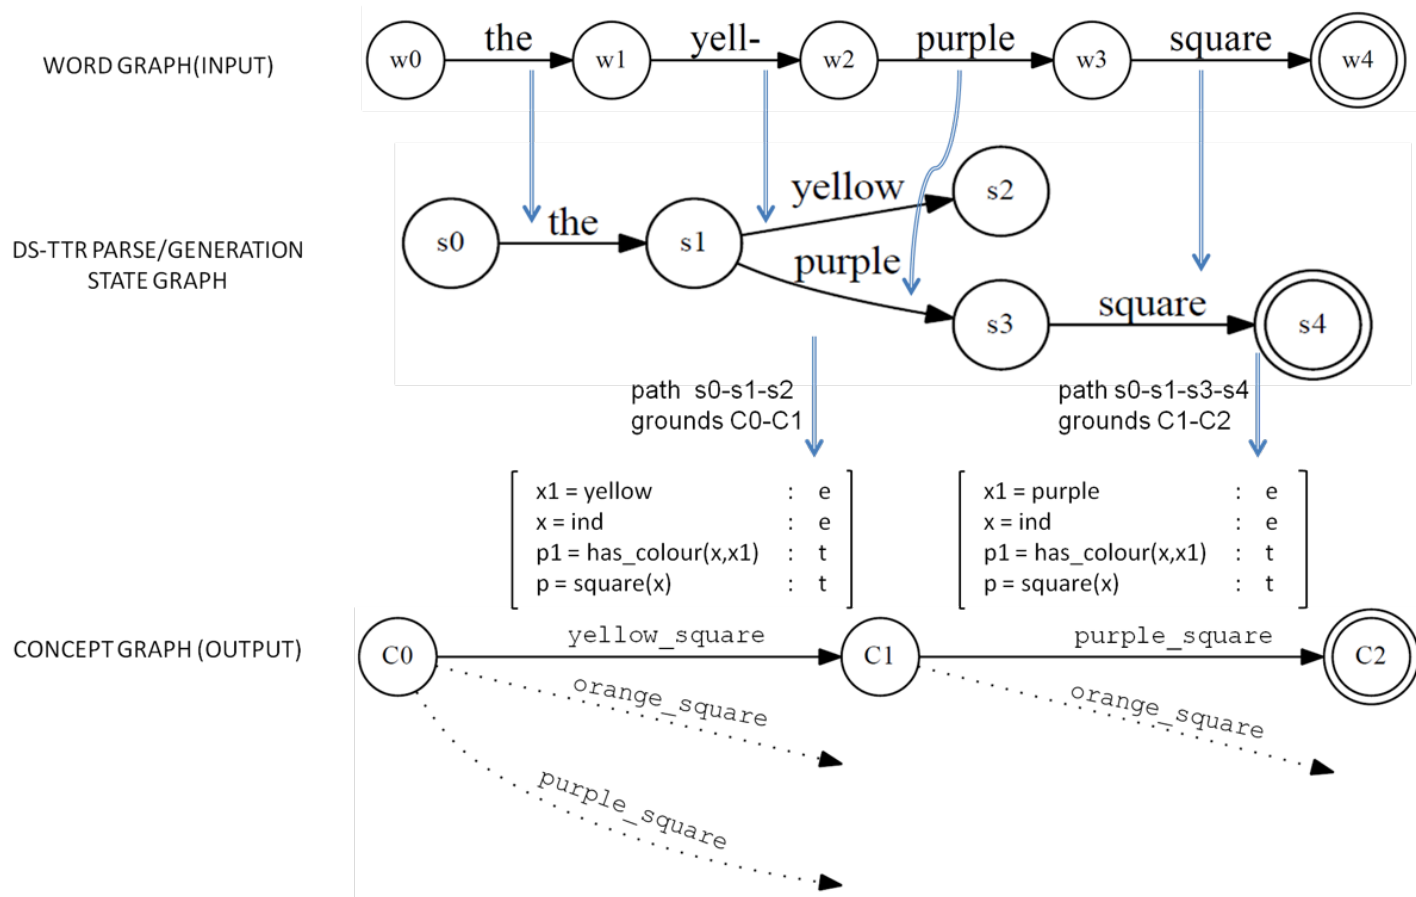 WORD GRAPH(INPUT)
w0
the
w1
yell-
w2
purple
w3
square
w4
DS-TTR PARSE/GENERATION
STATE GRAPH
s0
the
s1
yellow
s2
purple
s3
square
s4
path s0-s1-s2
grounds C0-C1
path s0-s1-s3-s4
grounds C1-C2
x1 = yellow : e
x = ind : e
p1 = has_colour(x,x1) : t
p = square(x) : t
x1 = purple : e
x = ind : e
p1 = has_colour(x,x1) : t
p = square(x) : t
CONCEPT GRAPH (OUTPUT)
C0
yellow_square
C1
purple_square
C2
orange_square
orange_square
purple_square